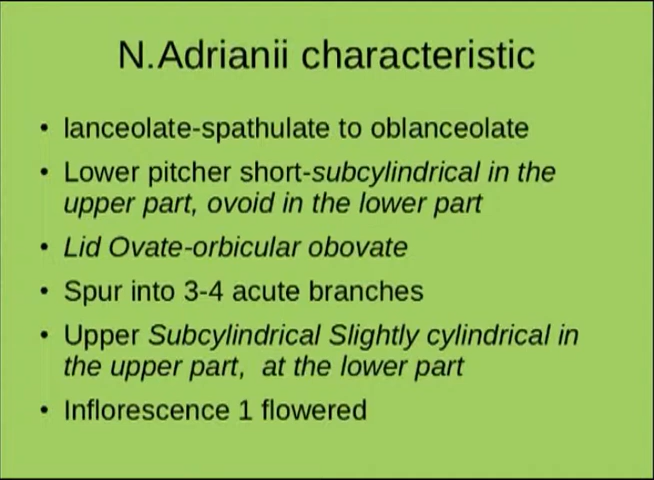 N.Adrianii characteristic
• lanceolate-spathulate to oblanceolate
• Lower pitcher short-subcylindrical in the
upper part, ovoid in the lower part
• Lid Ovate-orbicular obovate
• Spur into 3-4 acute branches
• Upper Subcylindrical Slightly cylindrical in
the upper part,  at the lower part
• Inflorescence 1 flowered